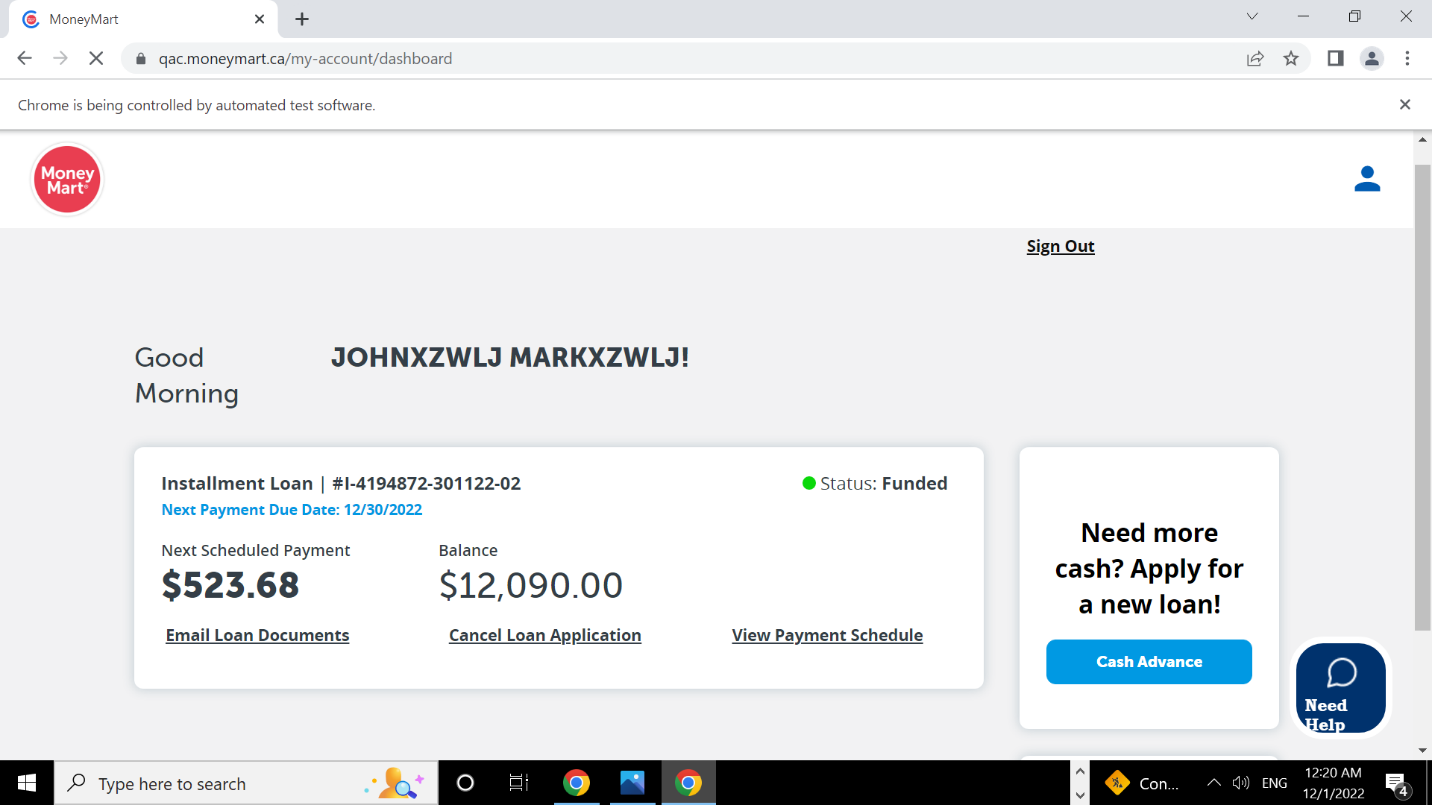 MoneyMart
qac.moneymart.ca/my-account/dashboard
Chrome is being controlled by automated test software.
Money
Mart®
Sign Out
Good
Morning
JOHNXZWLJ MARKXZWLJ!
Installment Loan | #I-4194872-301122-02
Status: Funded
Next Payment Due Date: 12/30/2022
Next Scheduled Payment
Balance
$523.68
$12,090.00
Email Loan Documents
Cancel Loan Application
View Payment Schedule
Need more
cash? Apply for
a new loan!
Cash Advance
Need
Help
Type here to search
Con...
ENG
12:20 AM
12/1/2022
4